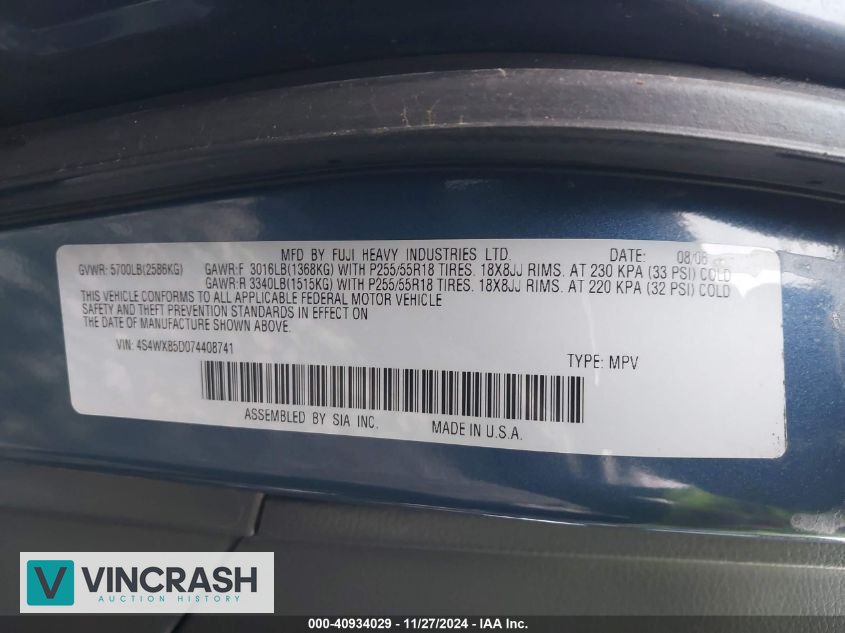 MFD BY FUJI HEAVY INDUSTRIES LTD. DATE: 08/06
GVWR: 5700LB(2586KG) GAWR:F 3016LB(1368KG) WITH P255/55R18 TIRES. 18X8JJ RIMS. AT 230 KPA (33 PSI) COLD
GAWR:R 3340LB(1515KG) WITH P255/55R18 TIRES. 18X8JJ RIMS. AT 220 KPA (32 PSI) COLD
THIS VEHICLE CONFORMS TO ALL APPLICABLE FEDERAL MOTOR VEHICLE
SAFETY AND THEFT PREVENTION STANDARDS IN EFFECT ON
THE DATE OF MANUFACTURE SHOWN ABOVE.
VIN: 4S4WX85D074408741 TYPE: MPV
ASSEMBLED BY SIA INC. MADE IN U.S.A.
VINCRASH
AUCTION HISTORY
000-40934029 - 11/27/2024 - IAA Inc.